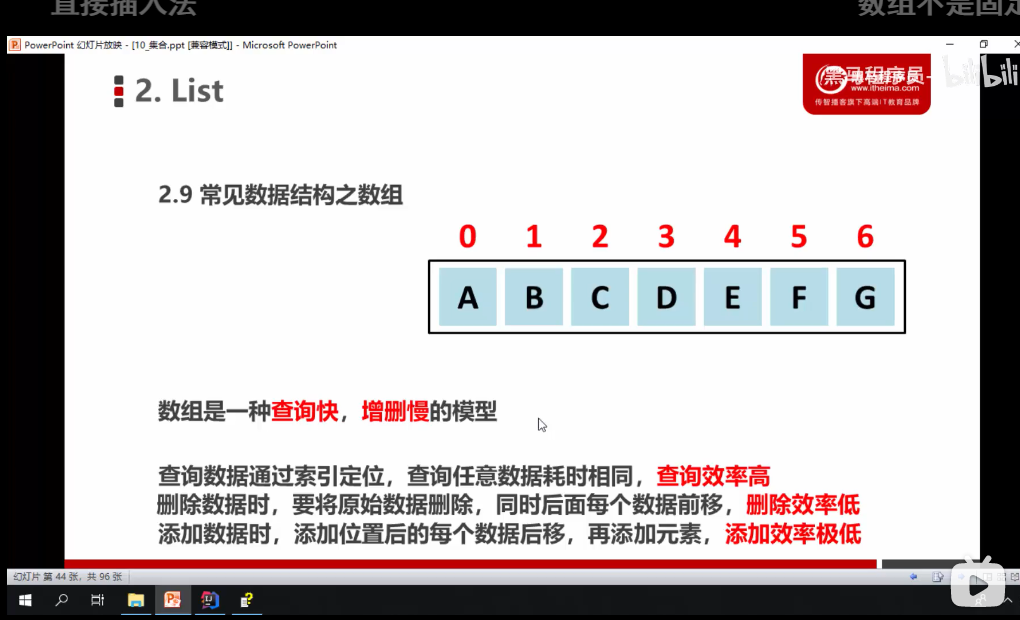 直接插入法
数组不是固定
PowerPoint 幻灯片放映 - [10_集合.ppt [兼容模式]] - Microsoft PowerPoint
2. List
黑马程序员
www.itheima.com
传智播客旗下高端IT教育品牌
bilibili
2.9 常见数据结构之数组
0 1 2 3 4 5 6
A B C D E F G
数组是一种查询快，增删慢的模型
查询数据通过索引定位，查询任意数据耗时相同，查询效率高
删除数据时，要将原始数据删除，同时后面每个数据前移，删除效率低
添加数据时，添加位置后的每个数据后移，再添加元素，添加效率极低
幻灯片 第 44 张，共 96 张